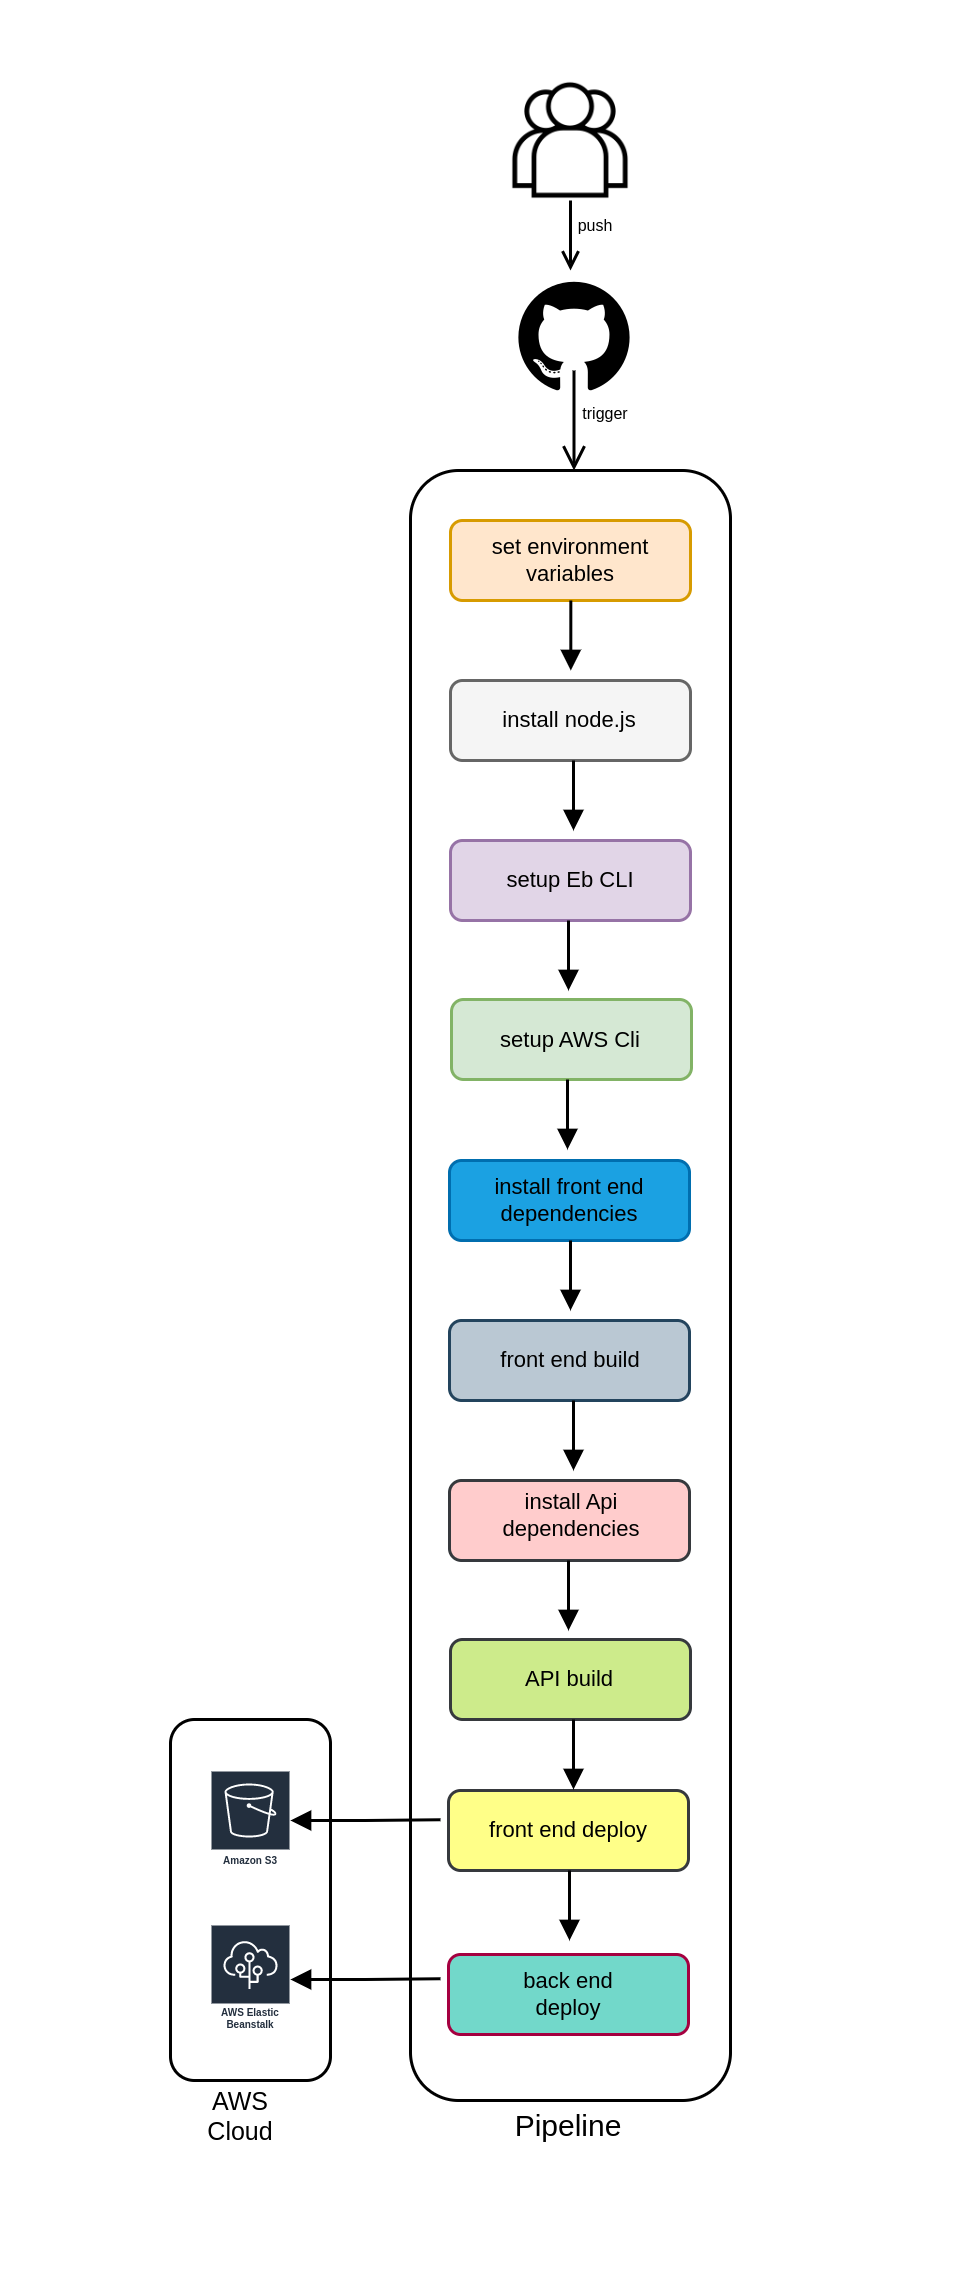 push
trigger
set environment
variables
install node.js
setup Eb CLI
setup AWS Cli
install front end
dependencies
front end build
install Api
dependencies
API build
front end deploy
back end
deploy
Pipeline
Amazon S3
AWS Elastic
Beanstalk
AWS
Cloud